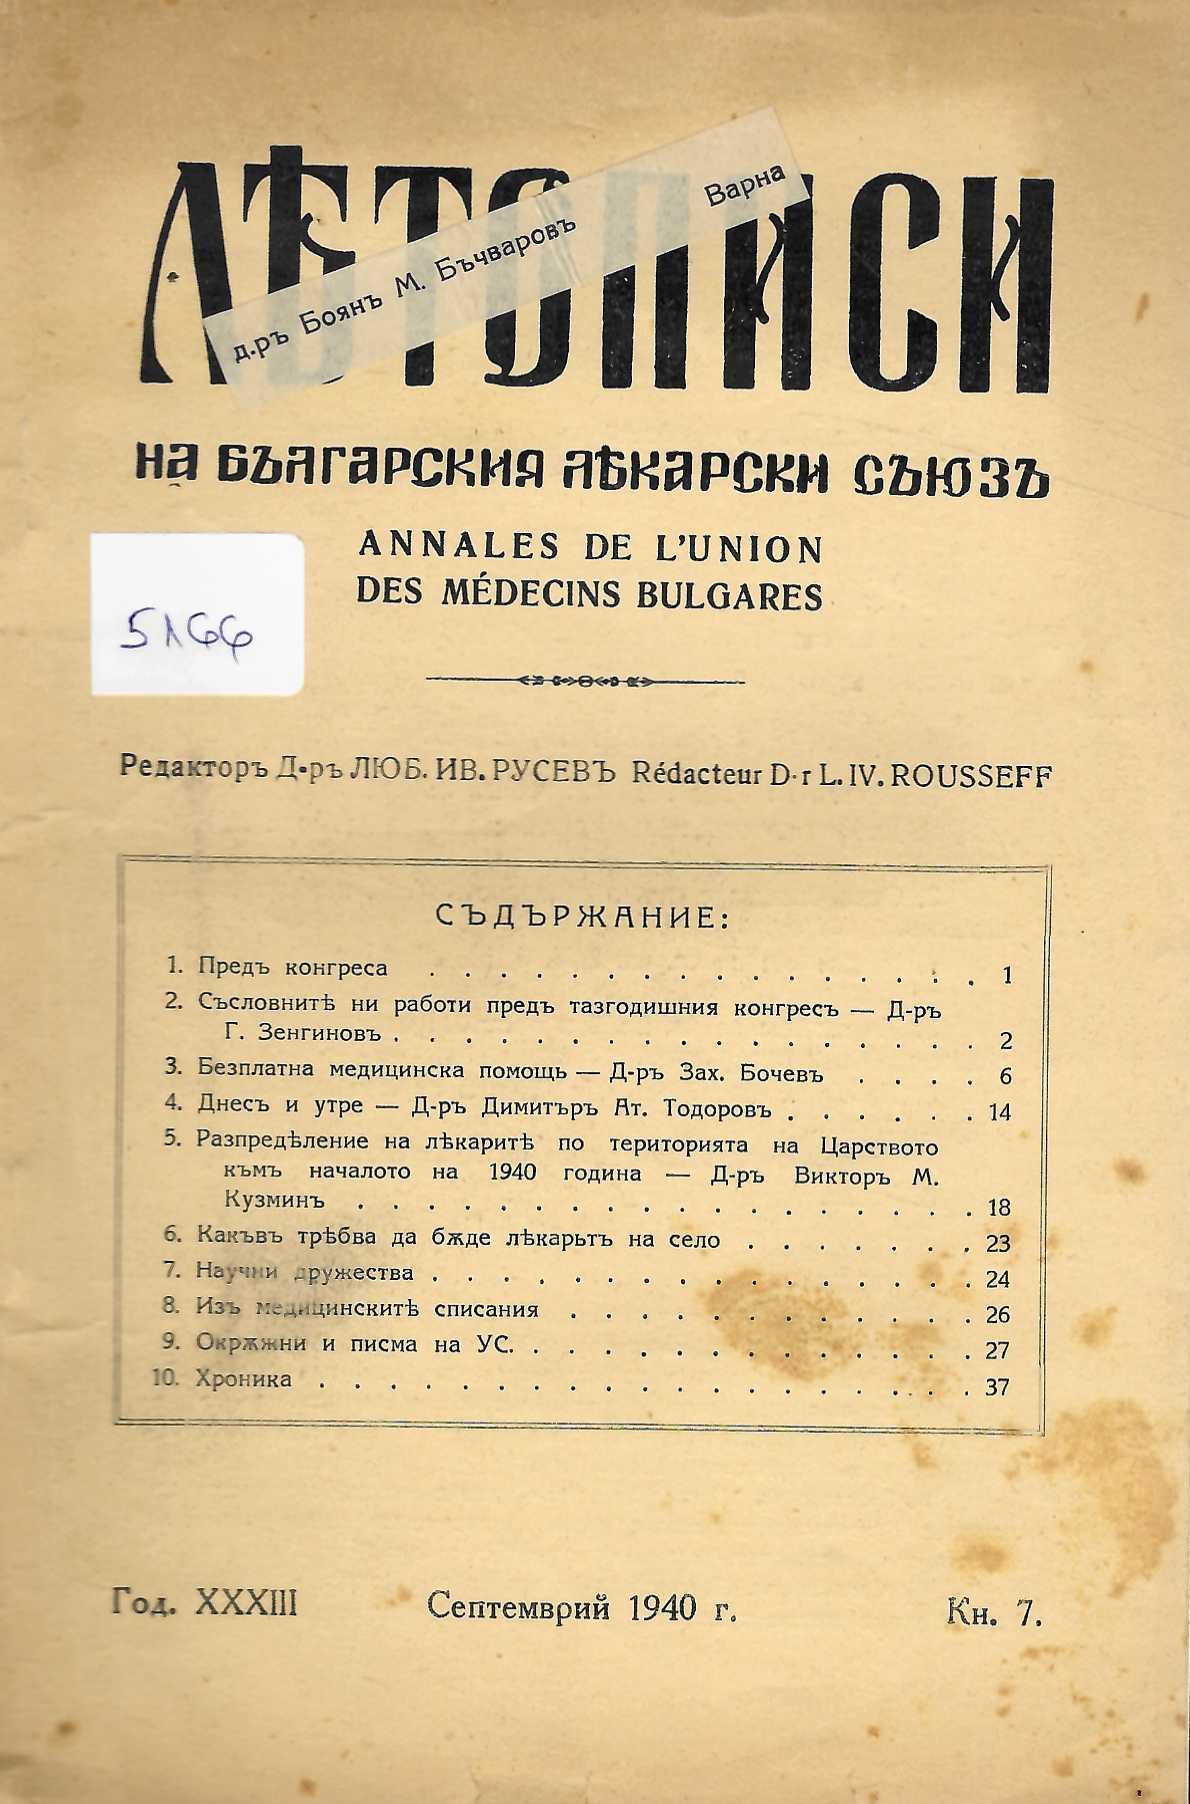 ЛѢТОПИСИ
д.ръ Боянъ М. Бъчваровъ Варна
на Българския Лѣкарски Съюзъ
ANNALES DE L'UNION
DES MÉDECINS BULGARES
5166
Редакторъ Д-ръ ЛЮБ. ИВ. РУСЕВЪ Rédacteur D-r L. IV. ROUSSEFF
СЪДЪРЖАНИЕ:
1. Предъ конгреса . . . . . . . . . . . . . . . . 1
2. Съсловнитѣ ни работи предъ тазгодишния конгресъ — Д-ръ
Г. Зенгиновъ . . . . . . . . . . . . . . . . . 2
3. Безплатна медицинска помощь — Д-ръ Зах. Бочевъ . . . . 6
4. Днесъ и утре — Д-ръ Димитъръ Ат. Тодоровъ . . . . . . 14
5. Разпредѣление на лѣкаритѣ по територията на Царството
къмъ началото на 1940 година — Д-ръ Викторъ М.
Кузминъ . . . . . . . . . . . . . . . . . . 18
6. Какъвъ трѣбва да бѫде лѣкарьтъ на село . . . . . . . 23
7. Научни дружества . . . . . . . . . . . . . . . . 24
8. Изъ медицинскитѣ списания . . . . . . . . . . . . 26
9. Окрѫжни и писма на УС. . . . . . . . . . . . . . 27
10. Хроника . . . . . . . . . . . . . . . . . . . 37
Год. XXXIII Септемврий 1940 г. Кн. 7.